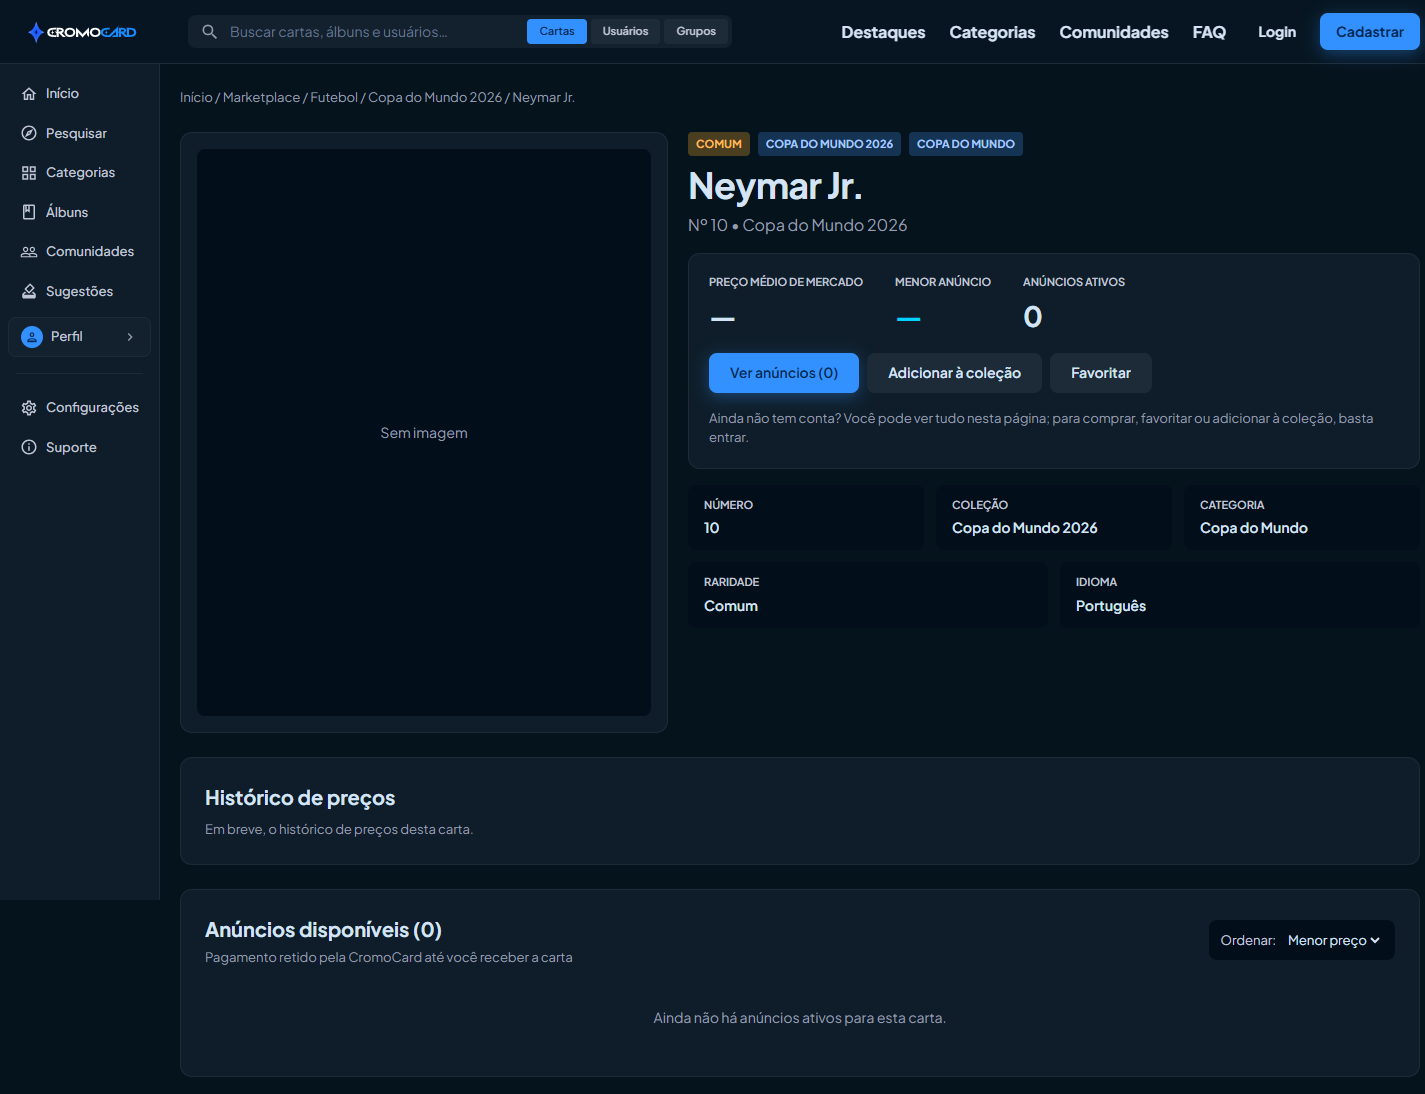 CROMOCARD
Buscar cartas, álbuns e usuários...
Cartas
Usuários
Grupos
Destaques
Categorias
Comunidades
FAQ
Login
Cadastrar
Início
Pesquisar
Categorias
Álbuns
Comunidades
Sugestões
Perfil
Configurações
Suporte
Início / Marketplace / Futebol / Copa do Mundo 2026 / Neymar Jr.
Sem imagem
COMUM
COPA DO MUNDO 2026
COPA DO MUNDO
Neymar Jr.
Nº 10 • Copa do Mundo 2026
PREÇO MÉDIO DE MERCADO
—
MENOR ANÚNCIO
—
ANÚNCIOS ATIVOS
0
Ver anúncios (0)
Adicionar à coleção
Favoritar
Ainda não tem conta? Você pode ver tudo nesta página; para comprar, favoritar ou adicionar à coleção, basta
entrar.
NÚMERO
10
COLEÇÃO
Copa do Mundo 2026
CATEGORIA
Copa do Mundo
RARIDADE
Comum
IDIOMA
Português
Histórico de preços
Em breve, o histórico de preços desta carta.
Anúncios disponíveis (0)
Pagamento retido pela CromoCard até você receber a carta
Ordenar: Menor preço
Ainda não há anúncios ativos para esta carta.